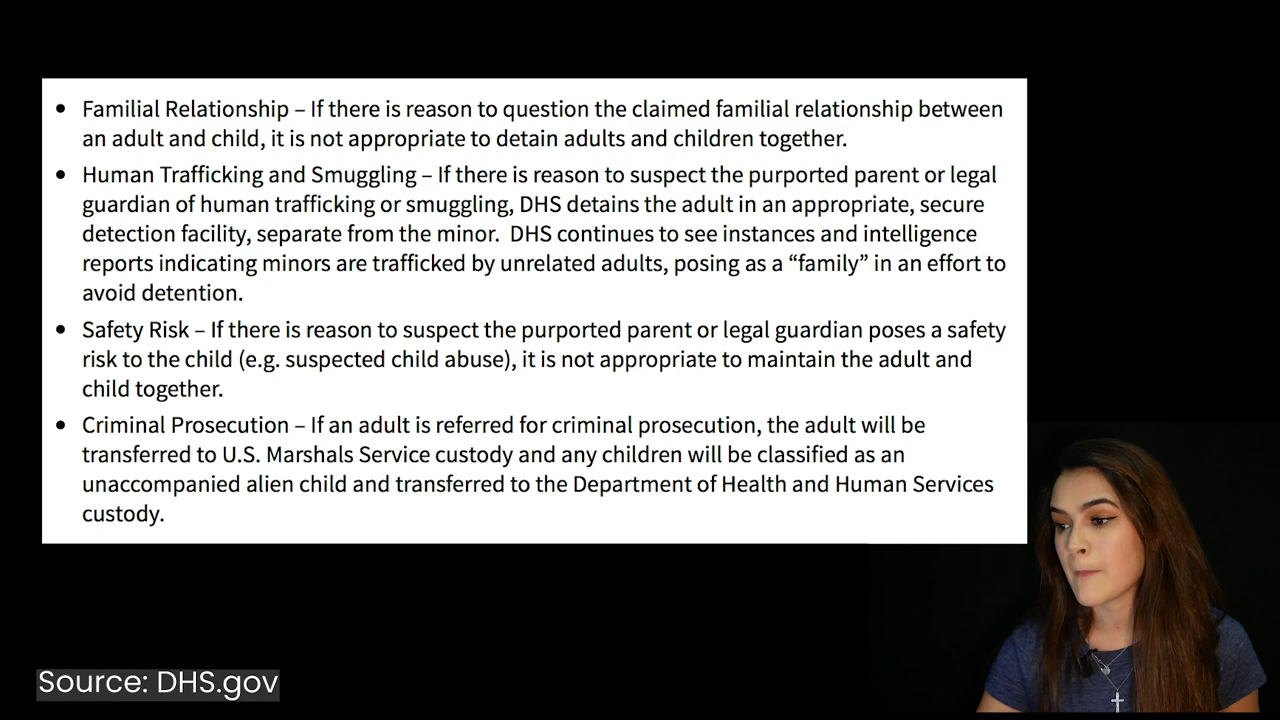 • Familial Relationship – If there is reason to question the claimed familial relationship between
an adult and child, it is not appropriate to detain adults and children together.
• Human Trafficking and Smuggling – If there is reason to suspect the purported parent or legal
guardian of human trafficking or smuggling, DHS detains the adult in an appropriate, secure
detection facility, separate from the minor.  DHS continues to see instances and intelligence
reports indicating minors are trafficked by unrelated adults, posing as a “family” in an effort to
avoid detention.
• Safety Risk – If there is reason to suspect the purported parent or legal guardian poses a safety
risk to the child (e.g. suspected child abuse), it is not appropriate to maintain the adult and
child together.
• Criminal Prosecution – If an adult is referred for criminal prosecution, the adult will be
transferred to U.S. Marshals Service custody and any children will be classified as an
unaccompanied alien child and transferred to the Department of Health and Human Services
custody.
Source: DHS.gov